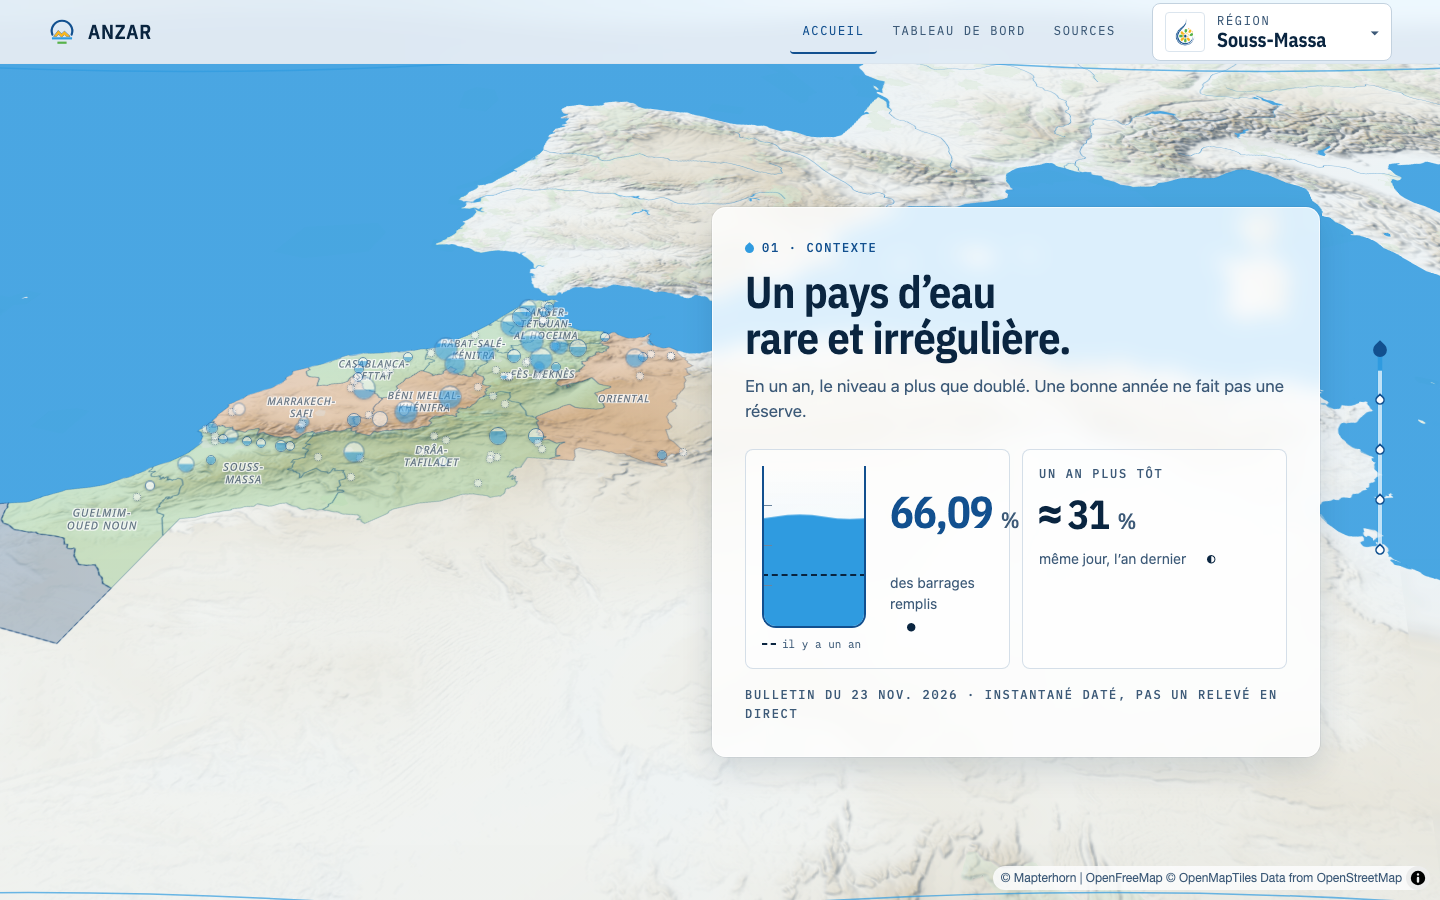 ANZAR
ACCUEIL
TABLEAU DE BORD
SOURCES
RÉGION
Souss-Massa
01 · CONTEXTE
Un pays d’eau
rare et irrégulière.
En un an, le niveau a plus que doublé. Une bonne année ne fait pas une
réserve.
66,09 %
des barrages
remplis
il y a un an
UN AN PLUS TÔT
≈ 31 %
même jour, l’an dernier
BULLETIN DU 23 NOV. 2026 · INSTANTANÉ DATÉ, PAS UN RELEVÉ EN
DIRECT
TÉTOUAN-
AL HOCEIMA
RABAT-SALÉ-
KÉNITRA
CASABLANCA-
SETTAT
FÈS-MEKNÈS
MARRAKECH-
SAFI
BÉNI MELLAL-
KHÉNIFRA
ORIENTAL
DRÂA-
TAFILALET
SOUSS-
MASSA
GUELMIM-
OUED NOUN
© Mapterhorn | OpenFreeMap © OpenMapTiles Data from OpenStreetMap